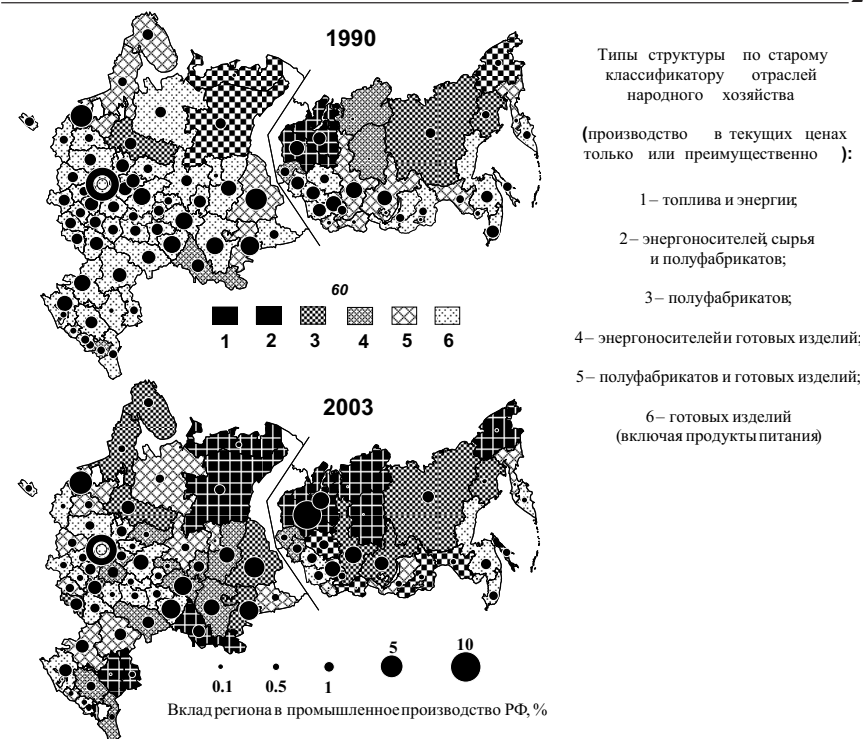 1990
Типы структуры по старому
классификатору отраслей
народного хозяйства
(производство в текущих ценах
только или преимущественно ):
1 – топлива и энергии;
2 – энергоносителей, сырья
и полуфабрикатов;
3 – полуфабрикатов;
4 – энергоносителей и готовых изделий;
5 – полуфабрикатов и готовых изделий;
6 – готовых изделий
(включая продукты питания)
60
1 2 3 4 5 6
2003
5 10
0.1 0.5 1
Вклад региона в промышленное производство РФ, %